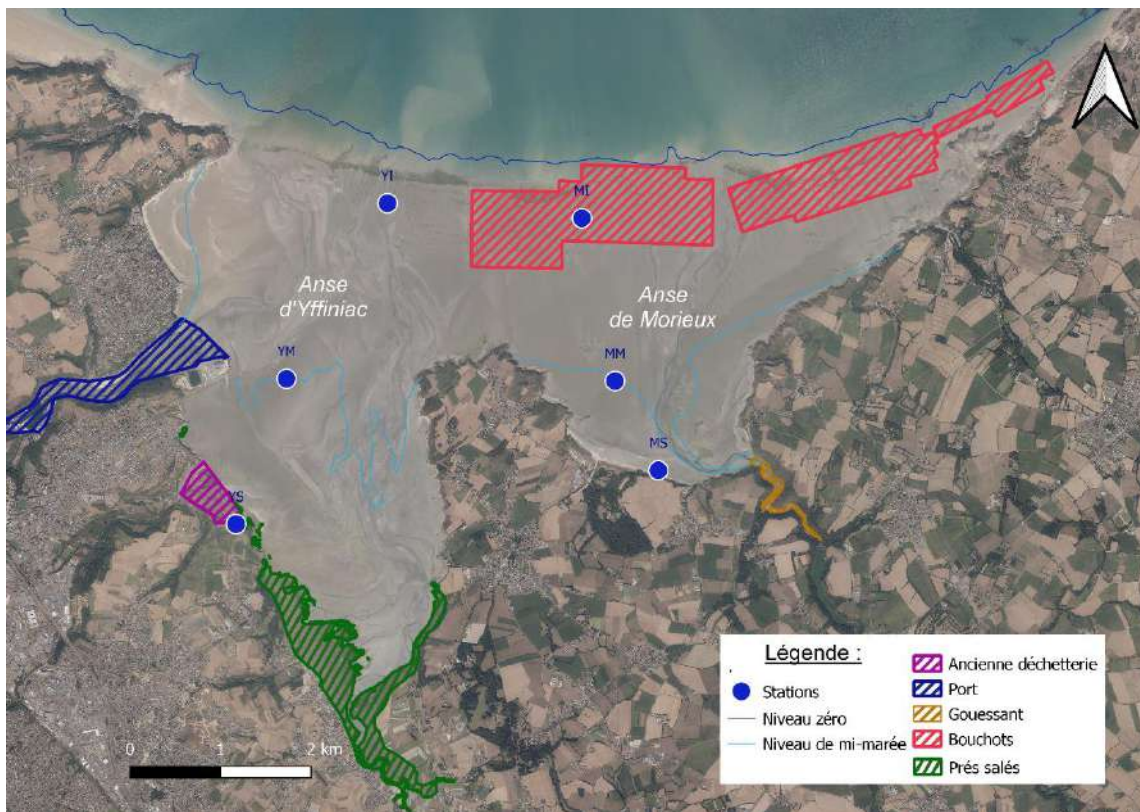 YI
MI
Anse
d'Yffiniac
Anse
de Morieux
YM
MM
MS
YS
0 1 2 km
Légende :
Stations
Niveau zéro
Niveau de mi-marée
Ancienne déchetterie
Port
Gouessant
Bouchots
Prés salés